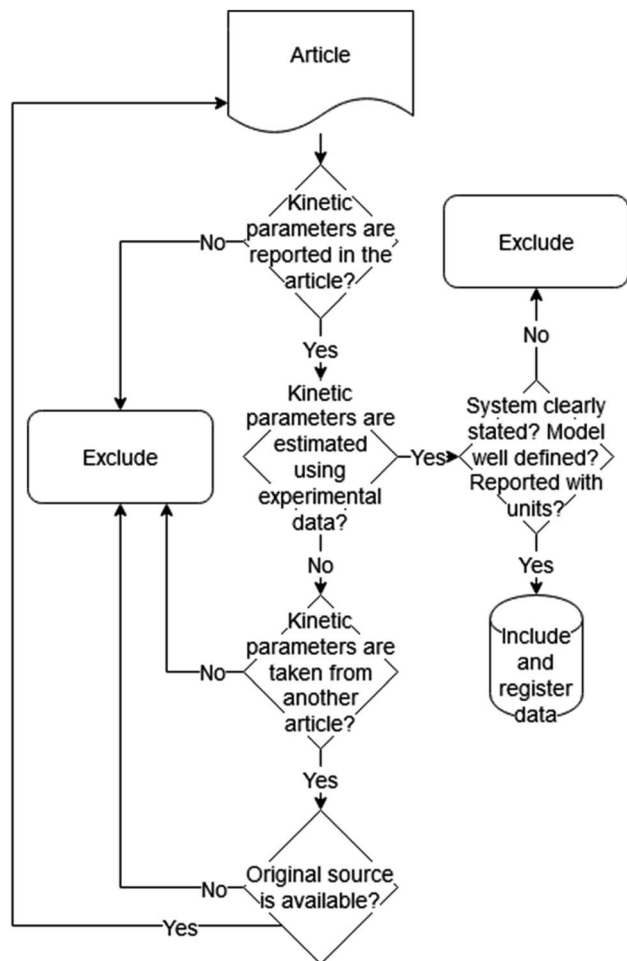 Article
Kinetic
parameters are
reported in the
article?
No
Exclude
Yes
No
Kinetic
parameters are
estimated
using
experimental
data?
Yes
System clearly
stated? Model
well defined?
Reported with
units?
Exclude
No
Yes
Kinetic
parameters are
taken from
another
article?
Include
and
register
data
No
Yes
Original source
is available?
No
Yes